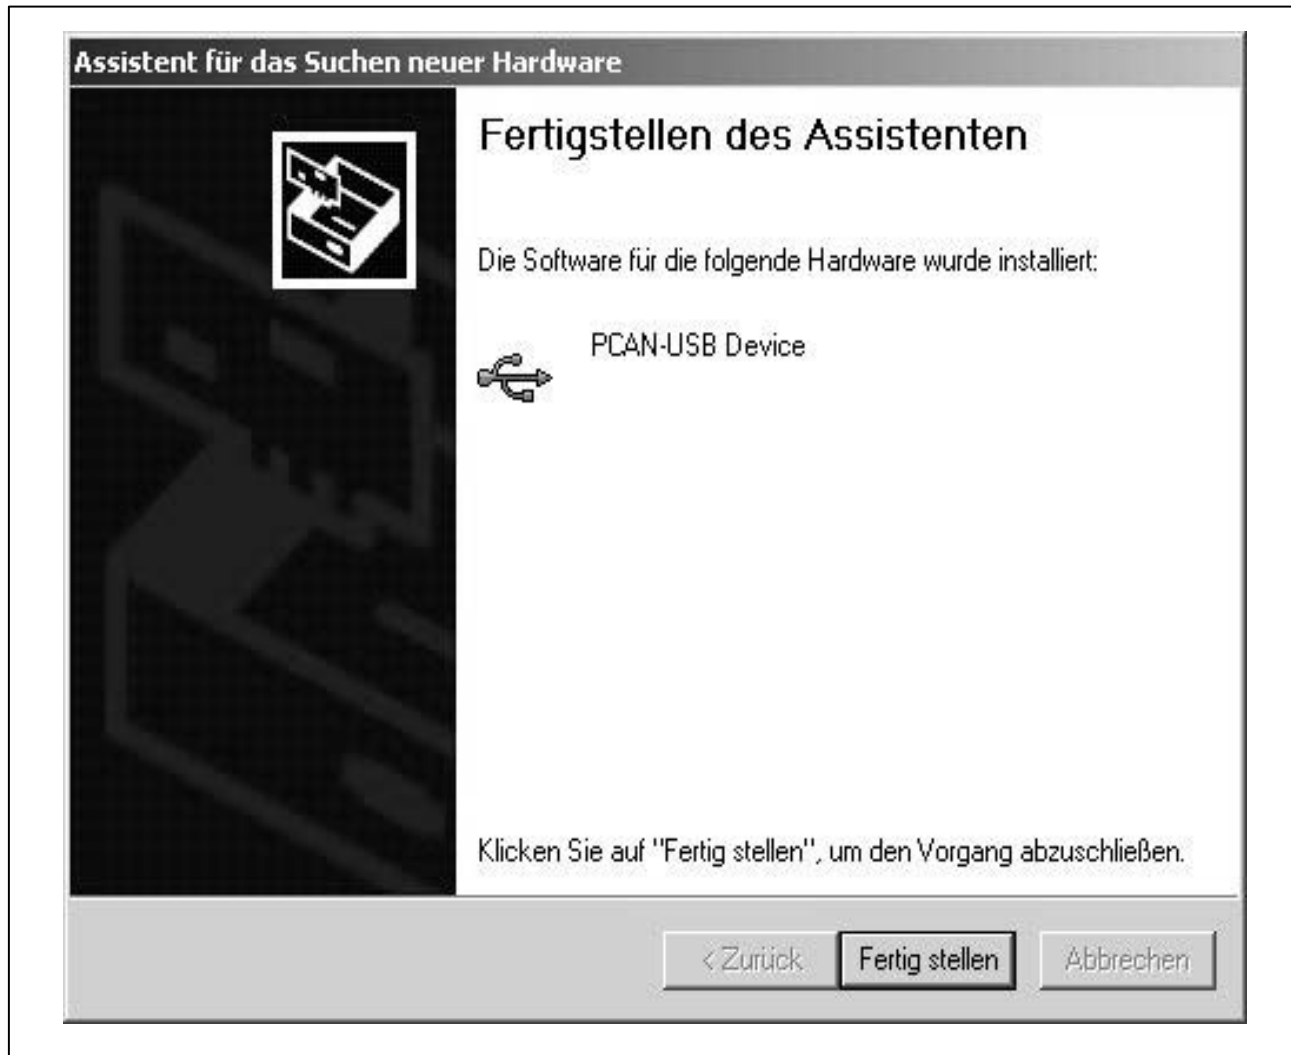 Assistent für das Suchen neuer Hardware
Fertigstellen des Assistenten
Die Software für die folgende Hardware wurde installiert:
PCAN-USB Device
Klicken Sie auf "Fertig stellen", um den Vorgang abzuschließen.
< Zurück
Fertig stellen
Abbrechen